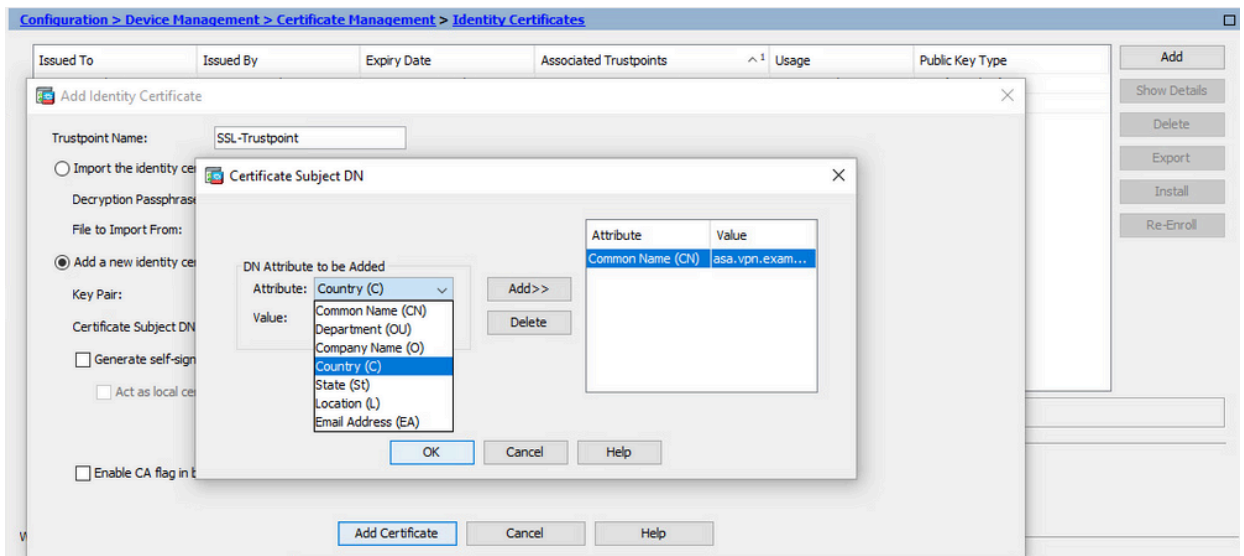 Configuration > Device Management > Certificate Management > Identity Certificates
Issued To Issued By Expiry Date Associated Trustpoints 1 Usage Public Key Type
Add
Show Details
Delete
Export
Install
Re-Enroll
Add Identity Certificate
Trustpoint Name: SSL-Trustpoint
Import the identity ce
Decryption Passphras
File to Import From:
Add a new identity ce
Key Pair:
Certificate Subject DN
Generate self-sign
Act as local ce
Enable CA flag in b
Certificate Subject DN
DN Attribute to be Added
Attribute: Country (C)
Value:
Common Name (CN)
Department (OU)
Company Name (O)
Country (C)
State (St)
Location (L)
Email Address (EA)
Add>>
Delete
Attribute Value
Common Name (CN) asa.vpn.exam...
OK Cancel Help
Add Certificate Cancel Help